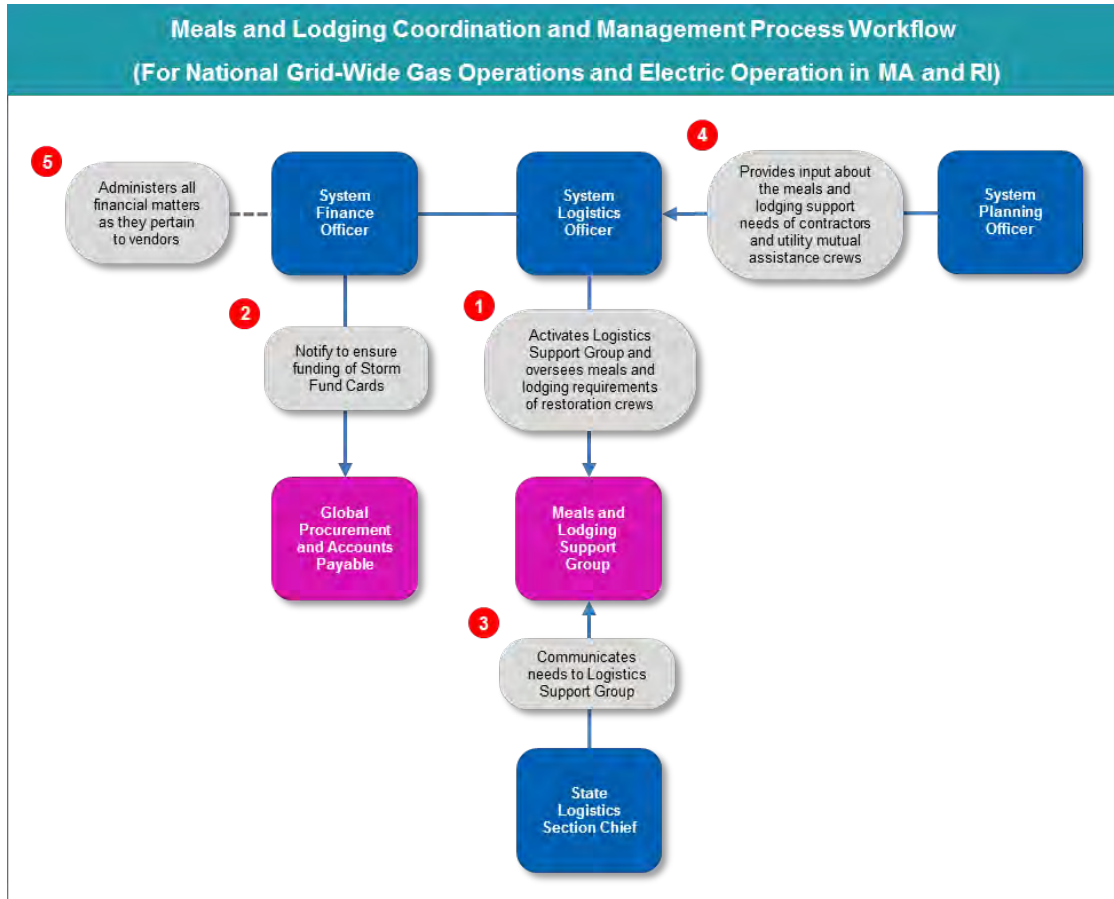 Meals and Lodging Coordination and Management Process Workflow
(For National Grid-Wide Gas Operations and Electric Operation in MA and RI)
5
Administers all
financial matters
as they pertain
to vendors
System
Finance
Officer
System
Logistics
Officer
4
Provides input about
the meals and
lodging support
needs of contractors
and utility mutual
assistance crews
System
Planning
Officer
2
Notify to ensure
funding of Storm
Fund Cards
1
Activates Logistics
Support Group and
oversees meals and
lodging requirements
of restoration crews
Global
Procurement
and Accounts
Payable
Meals and
Lodging
Support
Group
3
Communicates
needs to Logistics
Support Group
State
Logistics
Section Chief